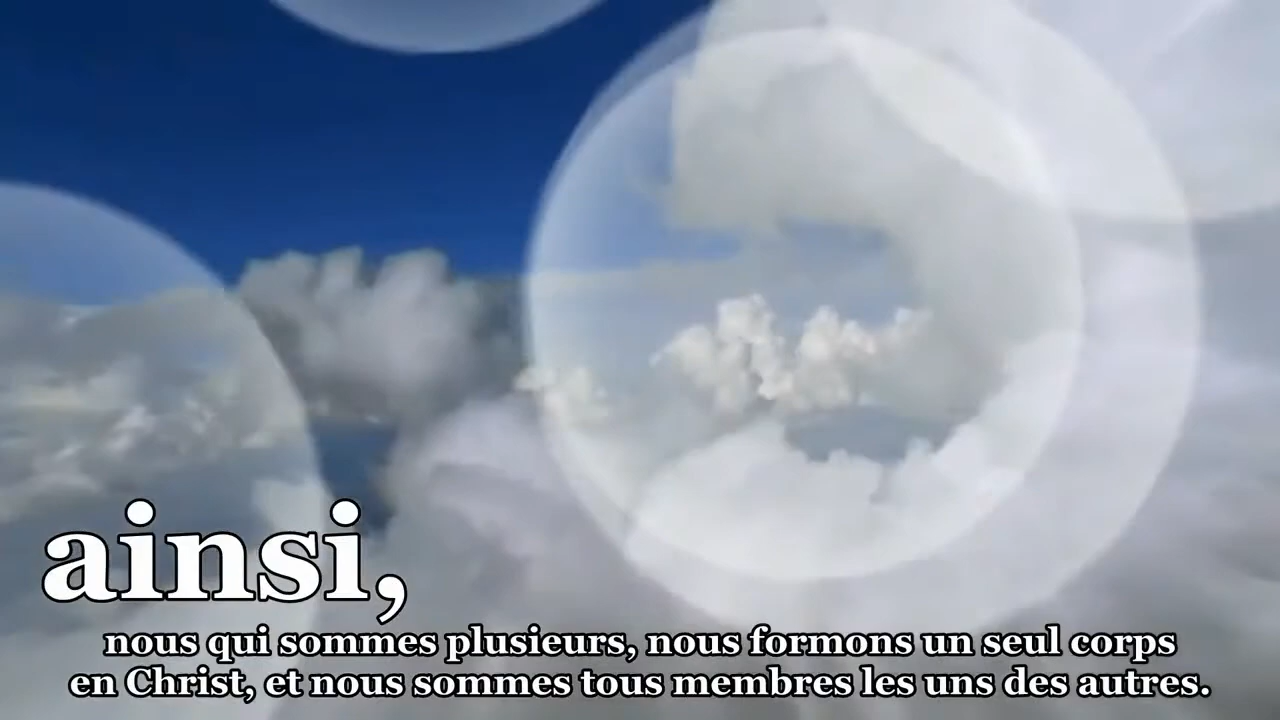 ainsi,
nous qui sommes plusieurs, nous formons un seul corps
en Christ, et nous sommes tous membres les uns des autres.